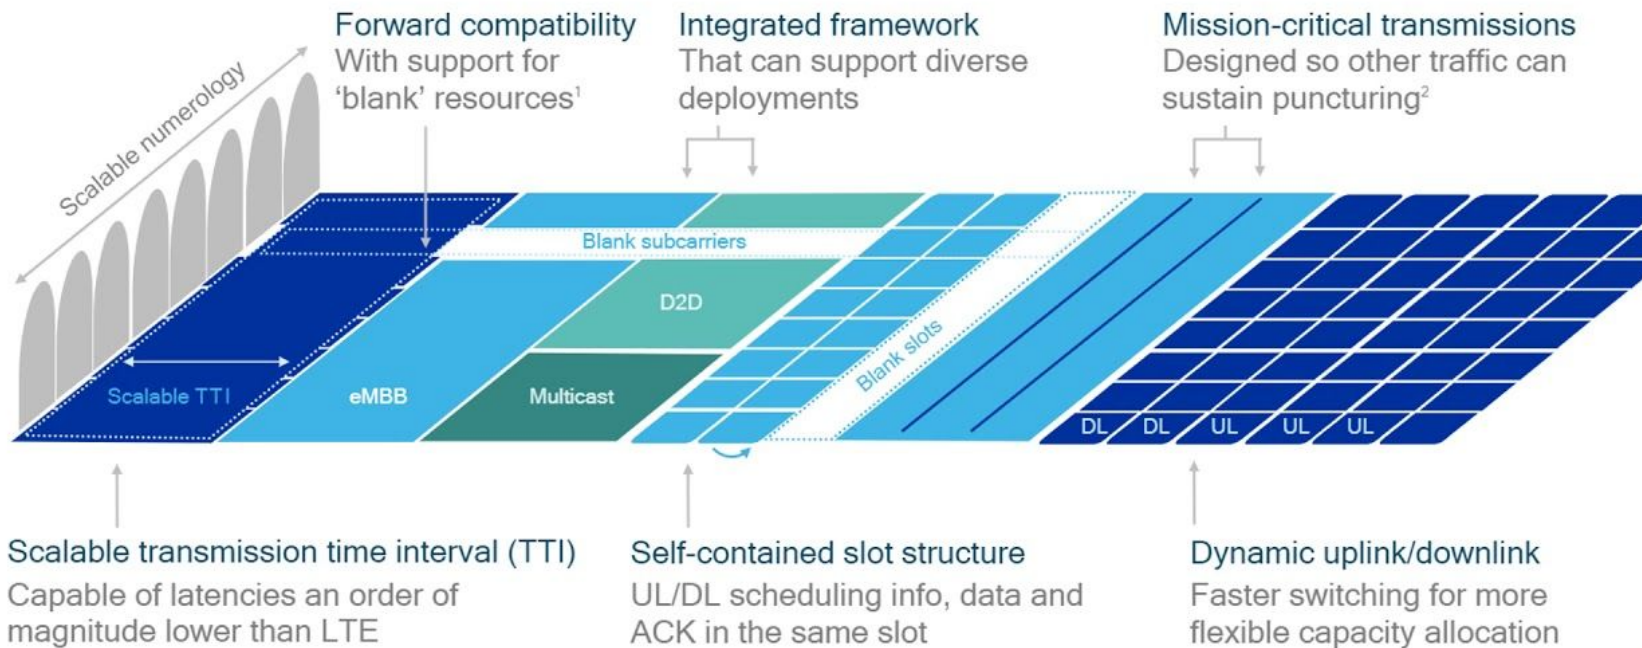 Forward compatibility
With support for
‘blank’ resources¹
Integrated framework
That can support diverse
deployments
Mission-critical transmissions
Designed so other traffic can
sustain puncturing²
Scalable numerology
Blank subcarriers
D2D
Blank slots
Scalable TTI
eMBB
Multicast
DL
DL
UL
UL
UL
Scalable transmission time interval (TTI)
Capable of latencies an order of
magnitude lower than LTE
Self-contained slot structure
UL/DL scheduling info, data and
ACK in the same slot
Dynamic uplink/downlink
Faster switching for more
flexible capacity allocation